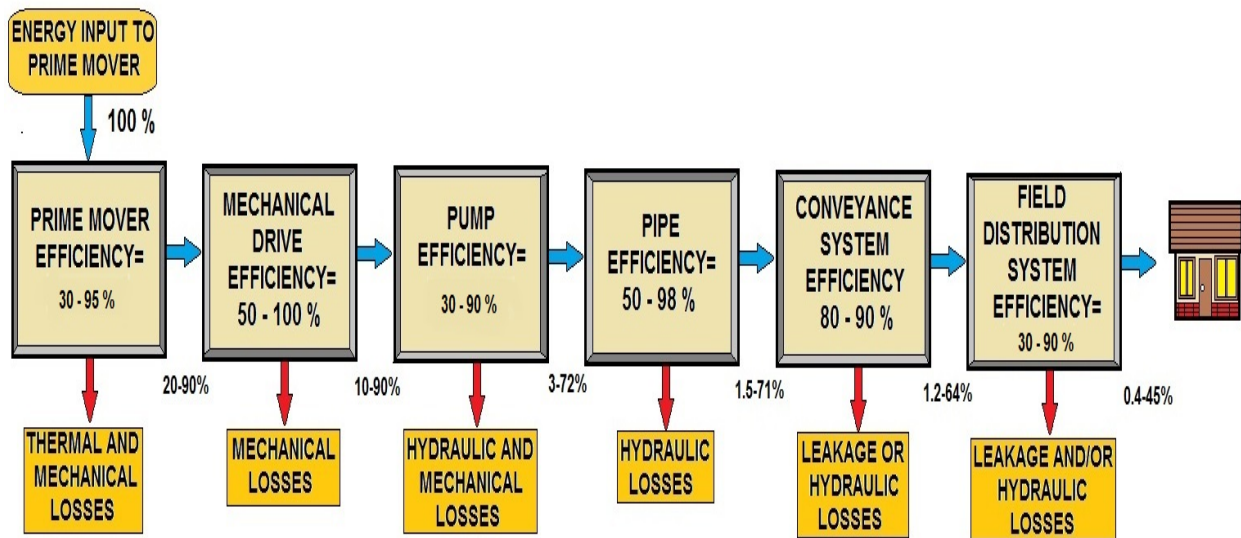 ENERGY INPUT TO
PRIME MOVER
100 %
PRIME MOVER
EFFICIENCY=
30 - 95 %
MECHANICAL
DRIVE
EFFICIENCY=
50 - 100 %
PUMP
EFFICIENCY=
30 - 90 %
PIPE
EFFICIENCY=
50 - 98 %
CONVEYANCE
SYSTEM
EFFICIENCY
80 - 90 %
FIELD
DISTRIBUTION
SYSTEM
EFFICIENCY=
30 - 90 %
20-90%
10-90%
3-72%
1.5-71%
1.2-64%
0.4-45%
THERMAL AND
MECHANICAL
LOSSES
MECHANICAL
LOSSES
HYDRAULIC AND
MECHANICAL
LOSSES
HYDRAULIC
LOSSES
LEAKAGE OR
HYDRAULIC
LOSSES
LEAKAGE AND/OR
HYDRAULIC
LOSSES